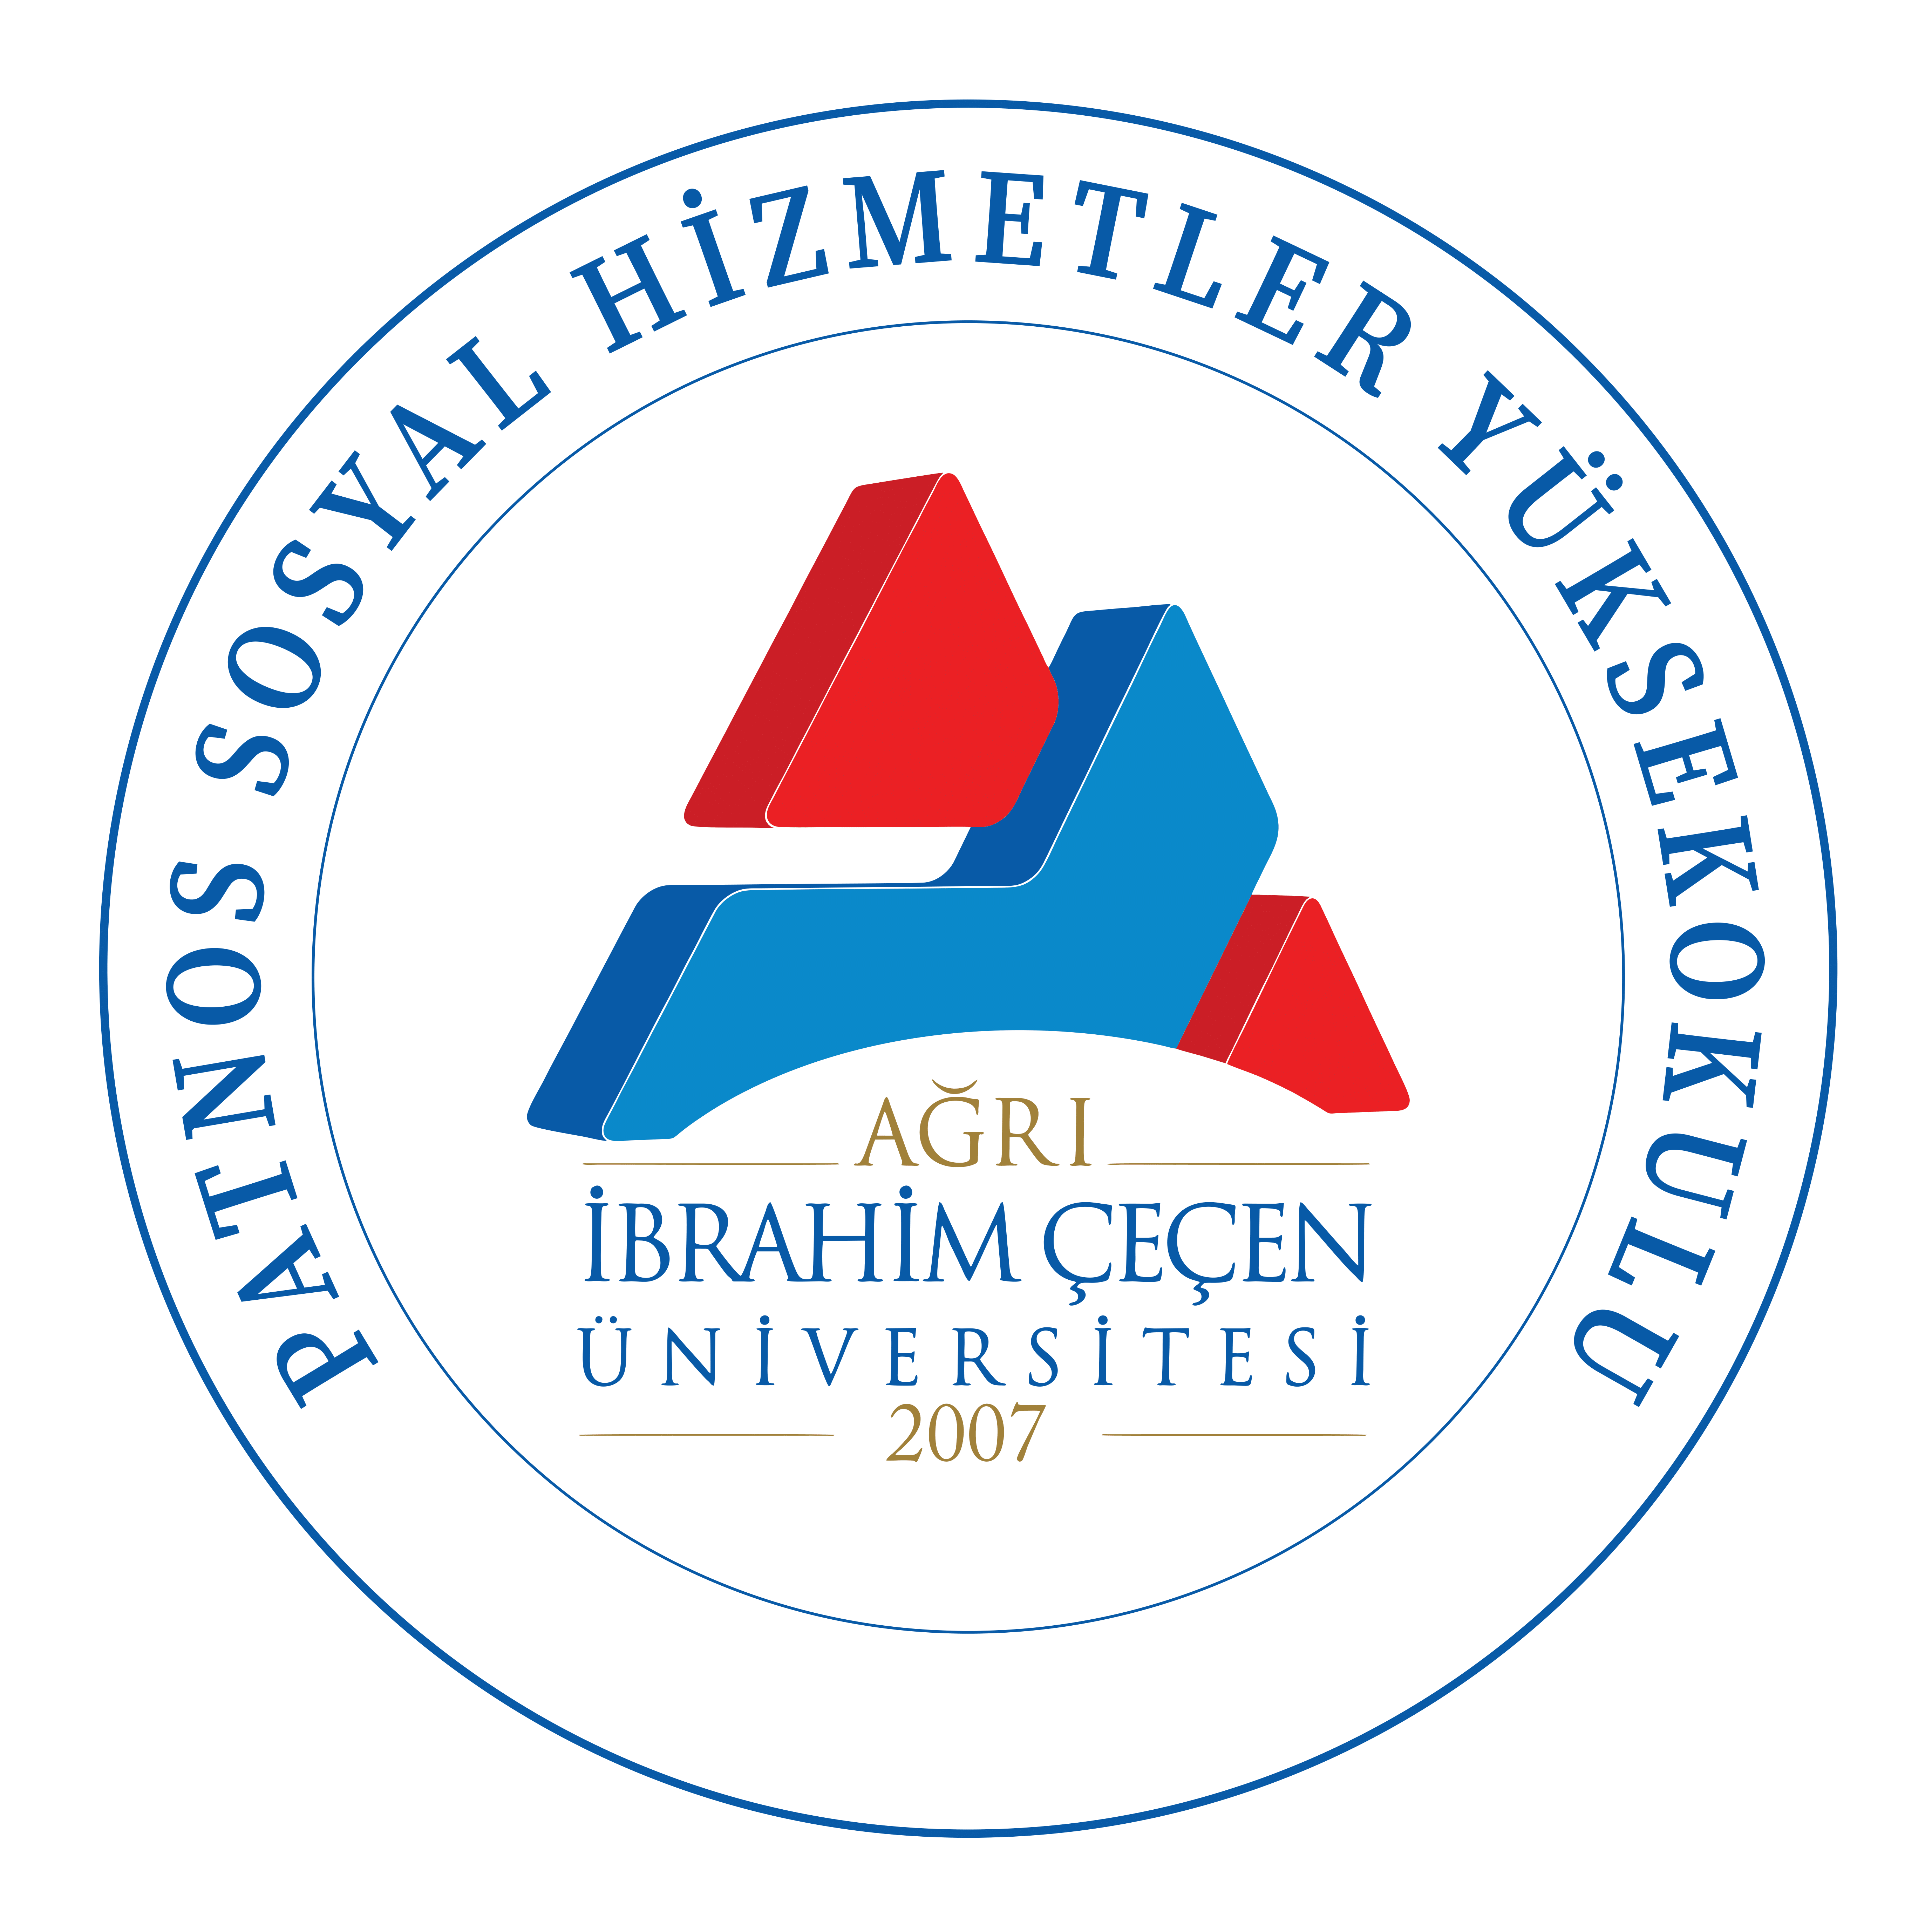 PATNOS SOSYAL HİZMETLER YÜKSEKOKULU
AĞRI
İBRAHİM ÇEÇEN
ÜNİVERSİTESİ
2007